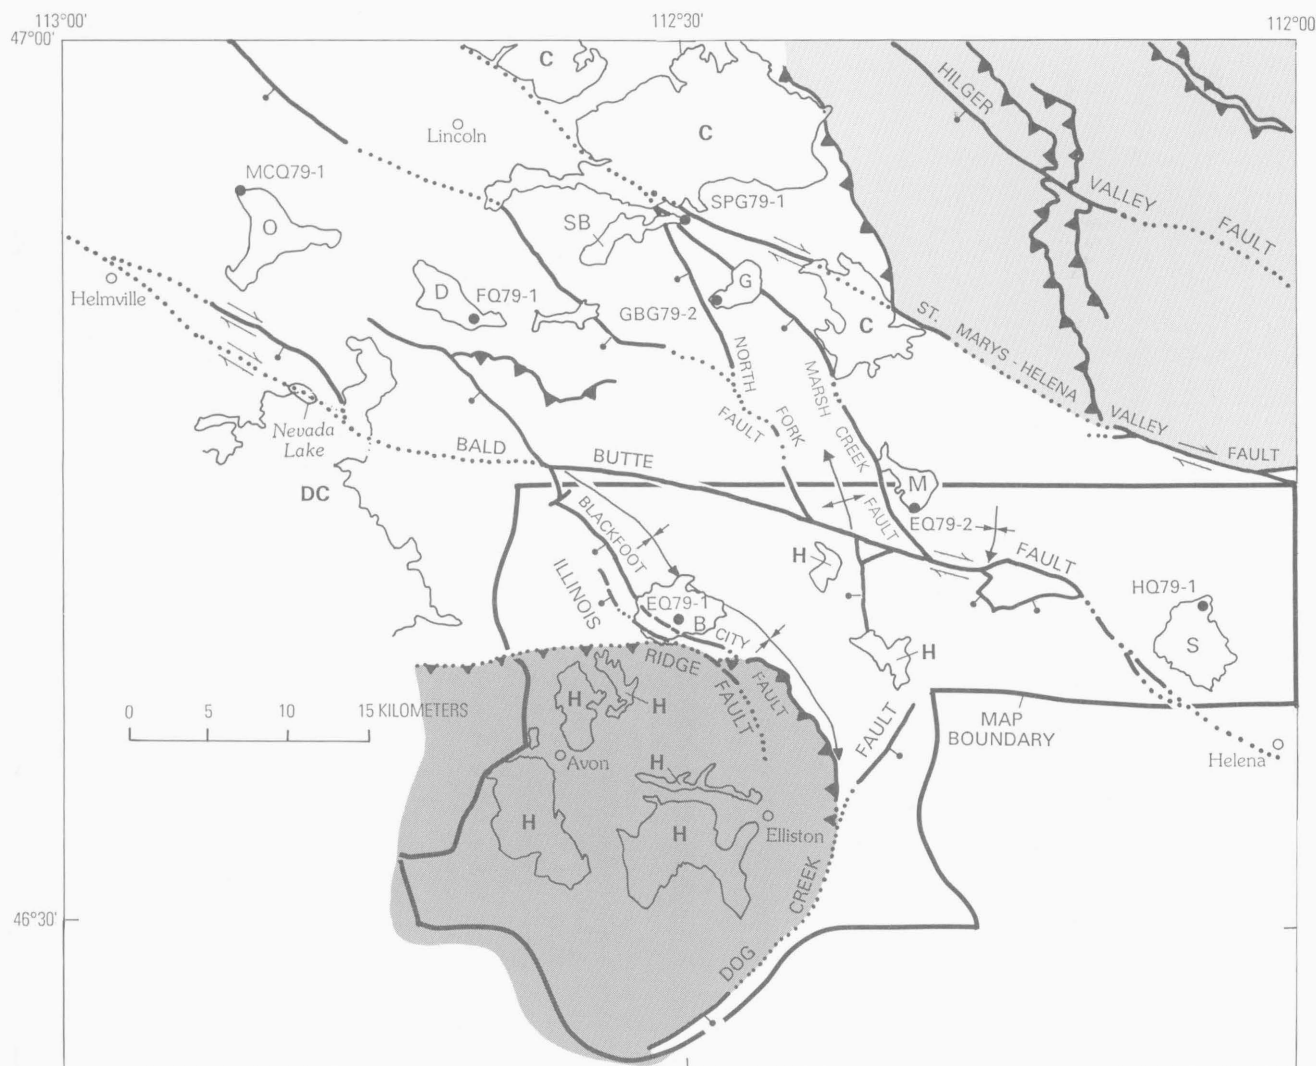 113°00'
112°30'
112°00'
47°00'
C
HILGER
Lincoln
C
MCQ79-1
VALLEY
SPG79-1
O
SB
FAULT
Helmville
D
FQ79-1
G
GBG79-2
C
ST. MARYS - HELENA
NORTH
MARSH
Nevada
Lake
FAULT
FORK
CREEK
VALLEY
BALD
BUTTE
FAULT
DC
M
BLACKFOOT
FAULT
EQ79-2
H
FAULT
ILLINOIS
EQ79-1
HQ79-1
B
CITY
S
H
RIDGE
FAULT
H
H
FAULT
0 5 10 15 KILOMETERS
FAULT
MAP
BOUNDARY
Avon
H
Helena
H
H
Elliston
CREEK
46°30'
DOG